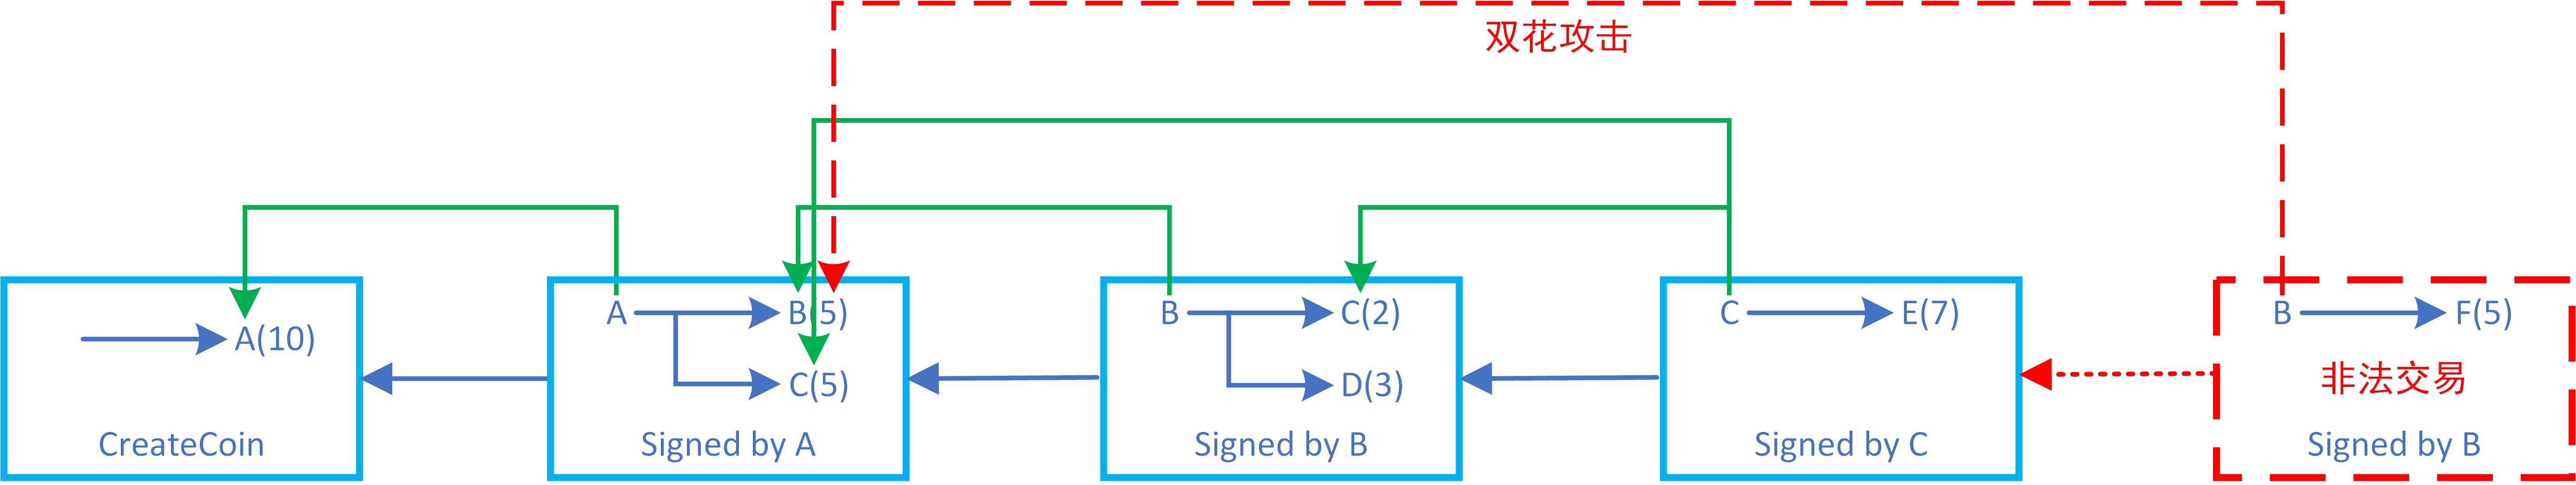 双花攻击
A(10)
CreateCoin
A B(5)
C(5)
Signed by A
B C(2)
D(3)
Signed by B
C E(7)
Signed by C
B F(5)
非法交易
Signed by B